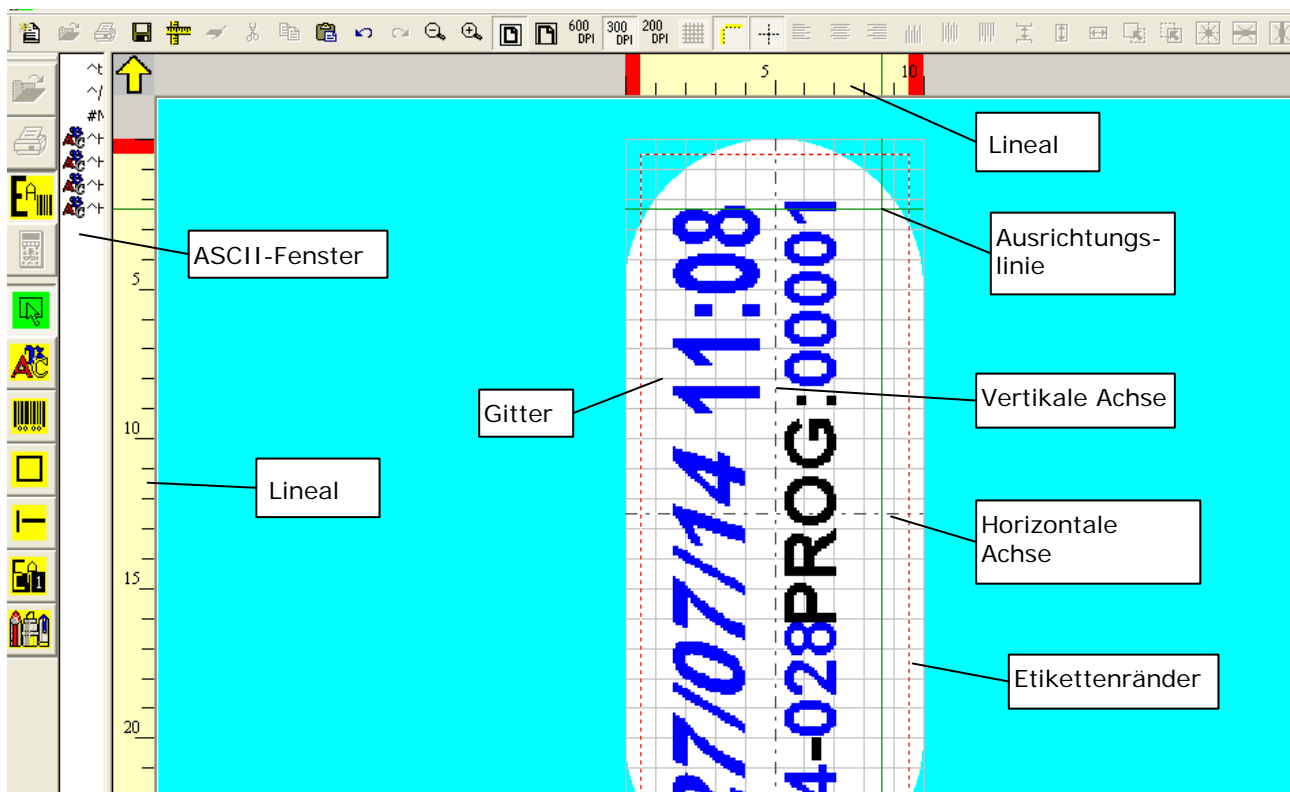 600 DPI
300 DPI
200 DPI
^t
^/
#
^
^
^
^
5
10
Lineal
ASCII-Fenster
Ausrichtungs-
linie
5
Gitter
Vertikale Achse
10
Lineal
Horizontale
Achse
15
Etikettenränder
20
7/07/14 11:08
4-028PROG:00001